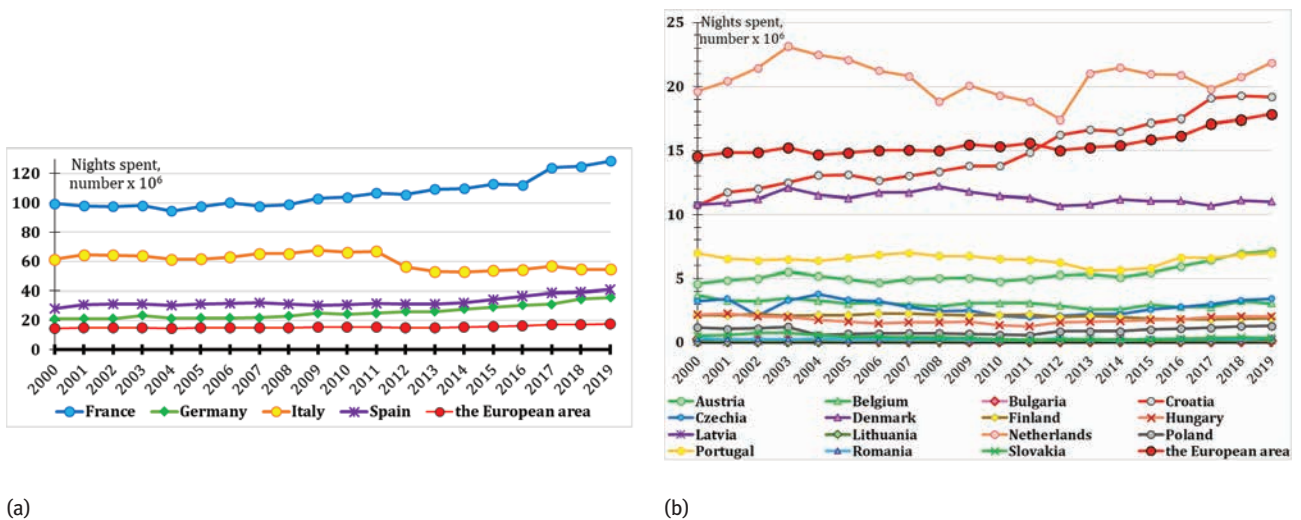 Nights spent,
number x 10⁶
120
100
80
60
40
20
0
2000 2001 2002 2003 2004 2005 2006 2007 2008 2009 2010 2011 2012 2013 2014 2015 2016 2017 2018 2019
France Germany Italy Spain the European area
(a)
25
Nights spent,
number x 10⁶
20
15
10
5
0
2000 2001 2002 2003 2004 2005 2006 2007 2008 2009 2010 2011 2012 2013 2014 2015 2016 2017 2018 2019
Austria Belgium Bulgaria Croatia
Czechia Denmark Finland Hungary
Latvia Lithuania Netherlands Poland
Portugal Romania Slovakia the European area
(b)